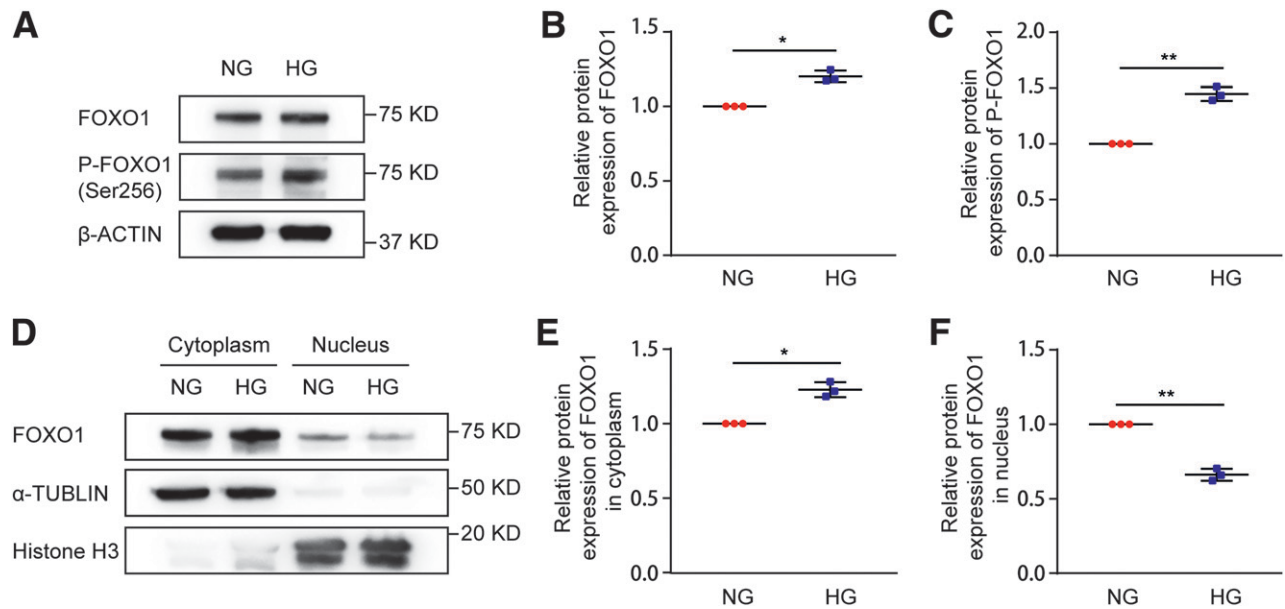 A
NG HG
FOXO1
75 KD
P-FOXO1
(Ser256)
75 KD
β-ACTIN
37 KD
B
Relative protein
expression of FOXO1
1.5
1.0
0.5
0.0
*
NG HG
C
Relative protein
expression of P-FOXO1
2.0
1.5
1.0
0.5
0.0
**
NG HG
D
Cytoplasm Nucleus
NG HG NG HG
FOXO1
75 KD
α-TUBLIN
50 KD
20 KD
Histone H3
E
Relative protein
expression of FOXO1
in cytoplasm
1.5
1.0
0.5
0.0
*
NG HG
F
Relative protein
expression of FOXO1
in nucleus
1.5
1.0
0.5
0.0
**
NG HG